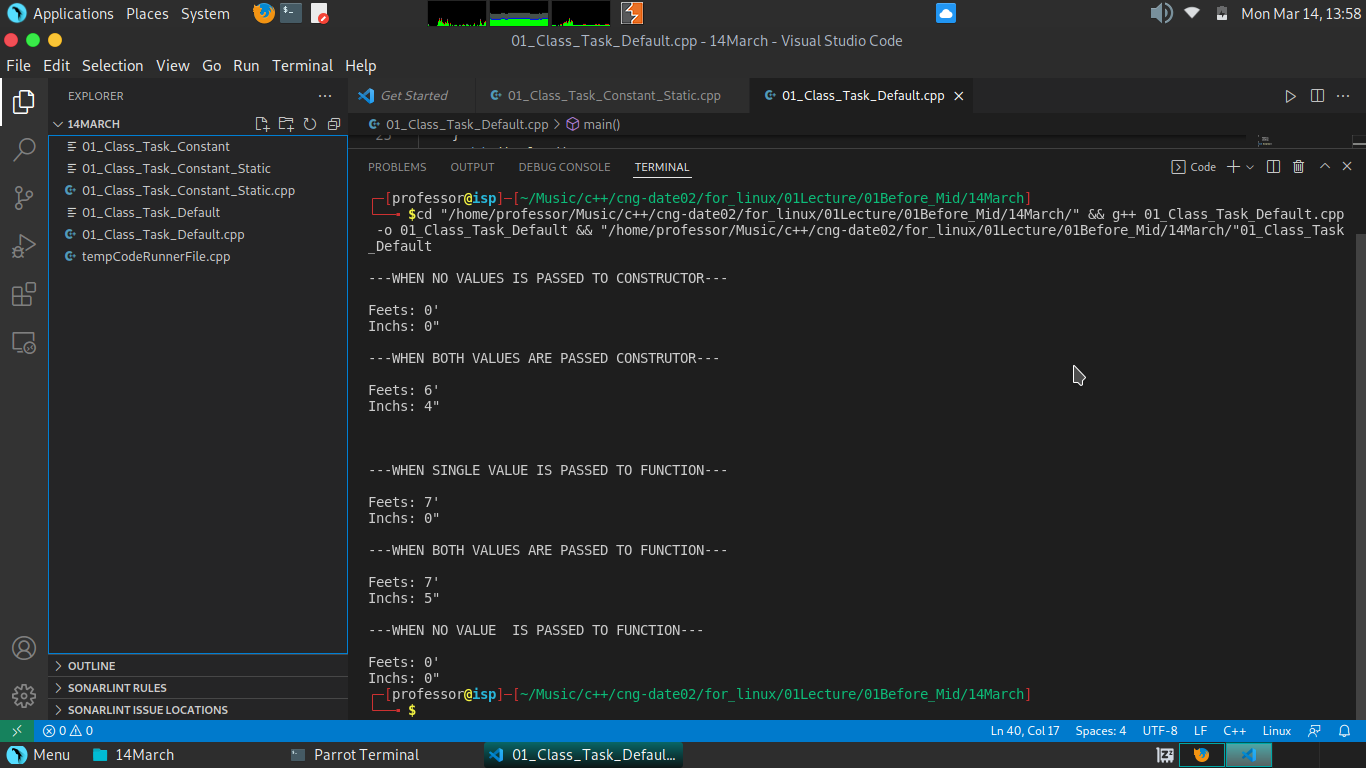 Applications Places System
Mon Mar 14, 13:58
01_Class_Task_Default.cpp - 14March - Visual Studio Code
File Edit Selection View Go Run Terminal Help
EXPLORER
Get Started
01_Class_Task_Constant_Static.cpp
01_Class_Task_Default.cpp
14MARCH
01_Class_Task_Default.cpp > main()
01_Class_Task_Constant
01_Class_Task_Constant_Static
01_Class_Task_Constant_Static.cpp
01_Class_Task_Default
01_Class_Task_Default.cpp
tempCodeRunnerFile.cpp
PROBLEMS OUTPUT DEBUG CONSOLE TERMINAL
Code
┌─[professor@isp]─[~/Music/c++/cng-date02/for_linux/01Lecture/01Before_Mid/14March]
└──╼ $cd "/home/professor/Music/c++/cng-date02/for_linux/01Lecture/01Before_Mid/14March/" && g++ 01_Class_Task_Default.cpp
-o 01_Class_Task_Default && "/home/professor/Music/c++/cng-date02/for_linux/01Lecture/01Before_Mid/14March/"01_Class_Task
_Default
---WHEN NO VALUES IS PASSED TO CONSTRUCTOR---
Feets: 0'
Inchs: 0"
---WHEN BOTH VALUES ARE PASSED CONSTRUTOR---
Feets: 6'
Inchs: 4"
---WHEN SINGLE VALUE IS PASSED TO FUNCTION---
Feets: 7'
Inchs: 0"
---WHEN BOTH VALUES ARE PASSED TO FUNCTION---
Feets: 7'
Inchs: 5"
---WHEN NO VALUE  IS PASSED TO FUNCTION---
Feets: 0'
Inchs: 0"
┌─[professor@isp]─[~/Music/c++/cng-date02/for_linux/01Lecture/01Before_Mid/14March]
└──╼ $
OUTLINE
SONARLINT RULES
SONARLINT ISSUE LOCATIONS
0 0
Ln 40, Col 17 Spaces: 4 UTF-8 LF C++ Linux
Menu
14March
Parrot Terminal
01_Class_Task_Defaul...